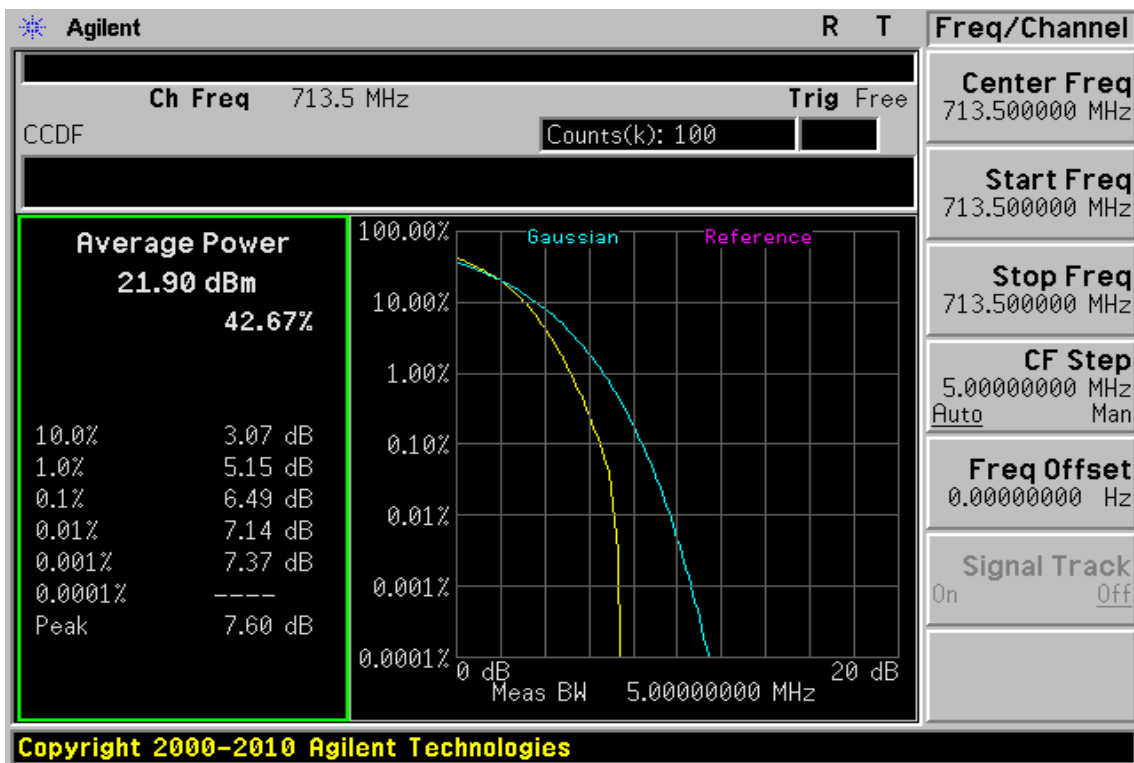 Agilent R T
Ch Freq 713.5 MHz Trig Free
CCDF Counts(k): 100
Average Power
21.90 dBm
42.67%
10.0% 3.07 dB
1.0% 5.15 dB
0.1% 6.49 dB
0.01% 7.14 dB
0.001% 7.37 dB
0.0001% ----
Peak 7.60 dB
Gaussian Reference
100.00%
10.00%
1.00%
0.10%
0.01%
0.001%
0.0001%
0 dB 20 dB
Meas BW 5.00000000 MHz
Freq/Channel
Center Freq
713.500000 MHz
Start Freq
713.500000 MHz
Stop Freq
713.500000 MHz
CF Step
5.00000000 MHz
Auto Man
Freq Offset
0.00000000 Hz
Signal Track
On Off
Copyright 2000-2010 Agilent Technologies